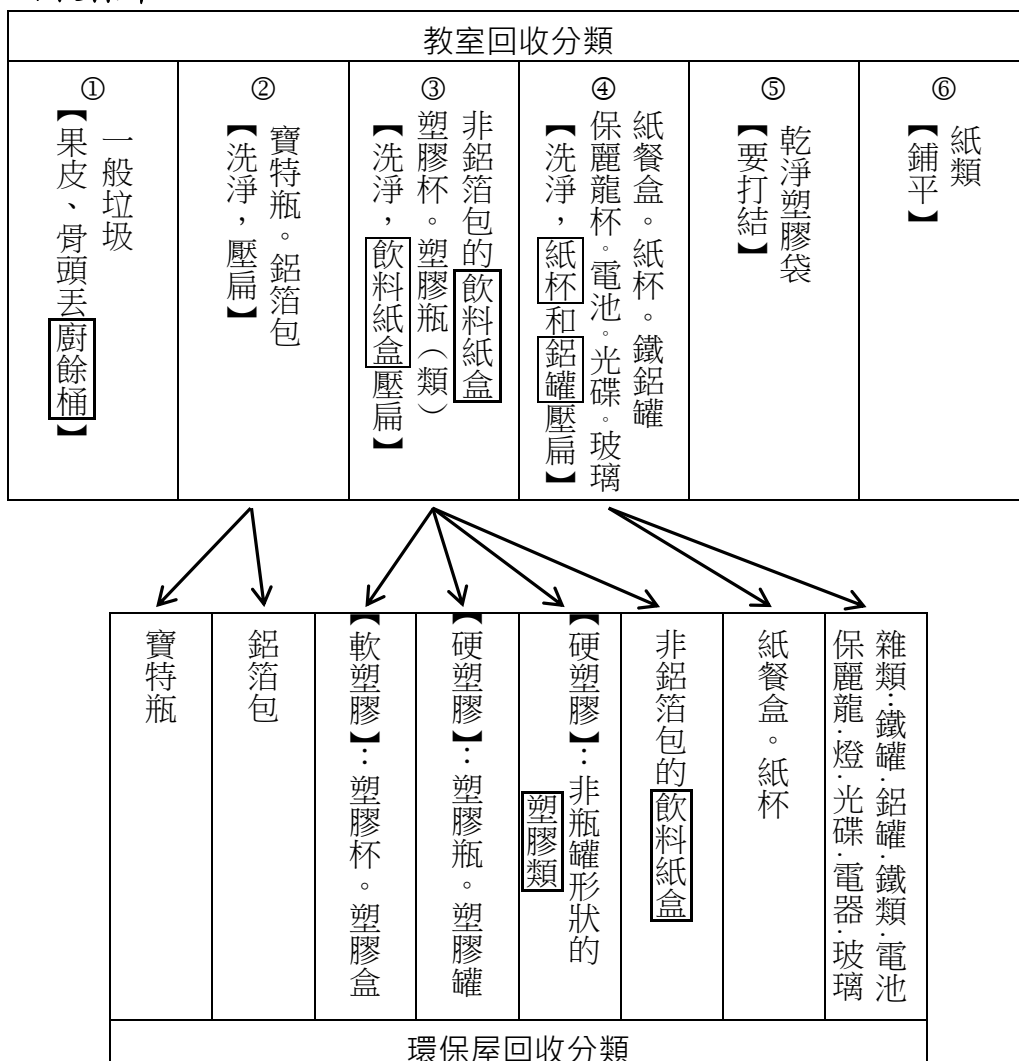 教室回收分類
①
一般垃圾
【果皮、骨頭丟廚餘桶】
②
寶特瓶。鋁箔包
【洗淨，壓扁】
③
非鋁箔包的飲料紙盒
塑膠杯。塑膠瓶（類）
【洗淨，飲料紙盒壓扁】
④
紙餐盒。紙杯。鐵鋁罐
保麗龍杯。電池。光碟。玻璃
【洗淨，紙杯和鋁罐壓扁】
⑤
乾淨塑膠袋
【要打結】
⑥
紙類
【鋪平】
寶特瓶
鋁箔包
【軟塑膠】：塑膠杯。塑膠盒
【硬塑膠】：塑膠瓶。塑膠罐
【硬塑膠】：非瓶罐形狀的
塑膠類
非鋁箔包的飲料紙盒
紙餐盒。紙杯
雜類：鐵罐.鋁罐.鐵類.電池
保麗龍.燈.光碟.電器.玻璃
環保屋回收分類